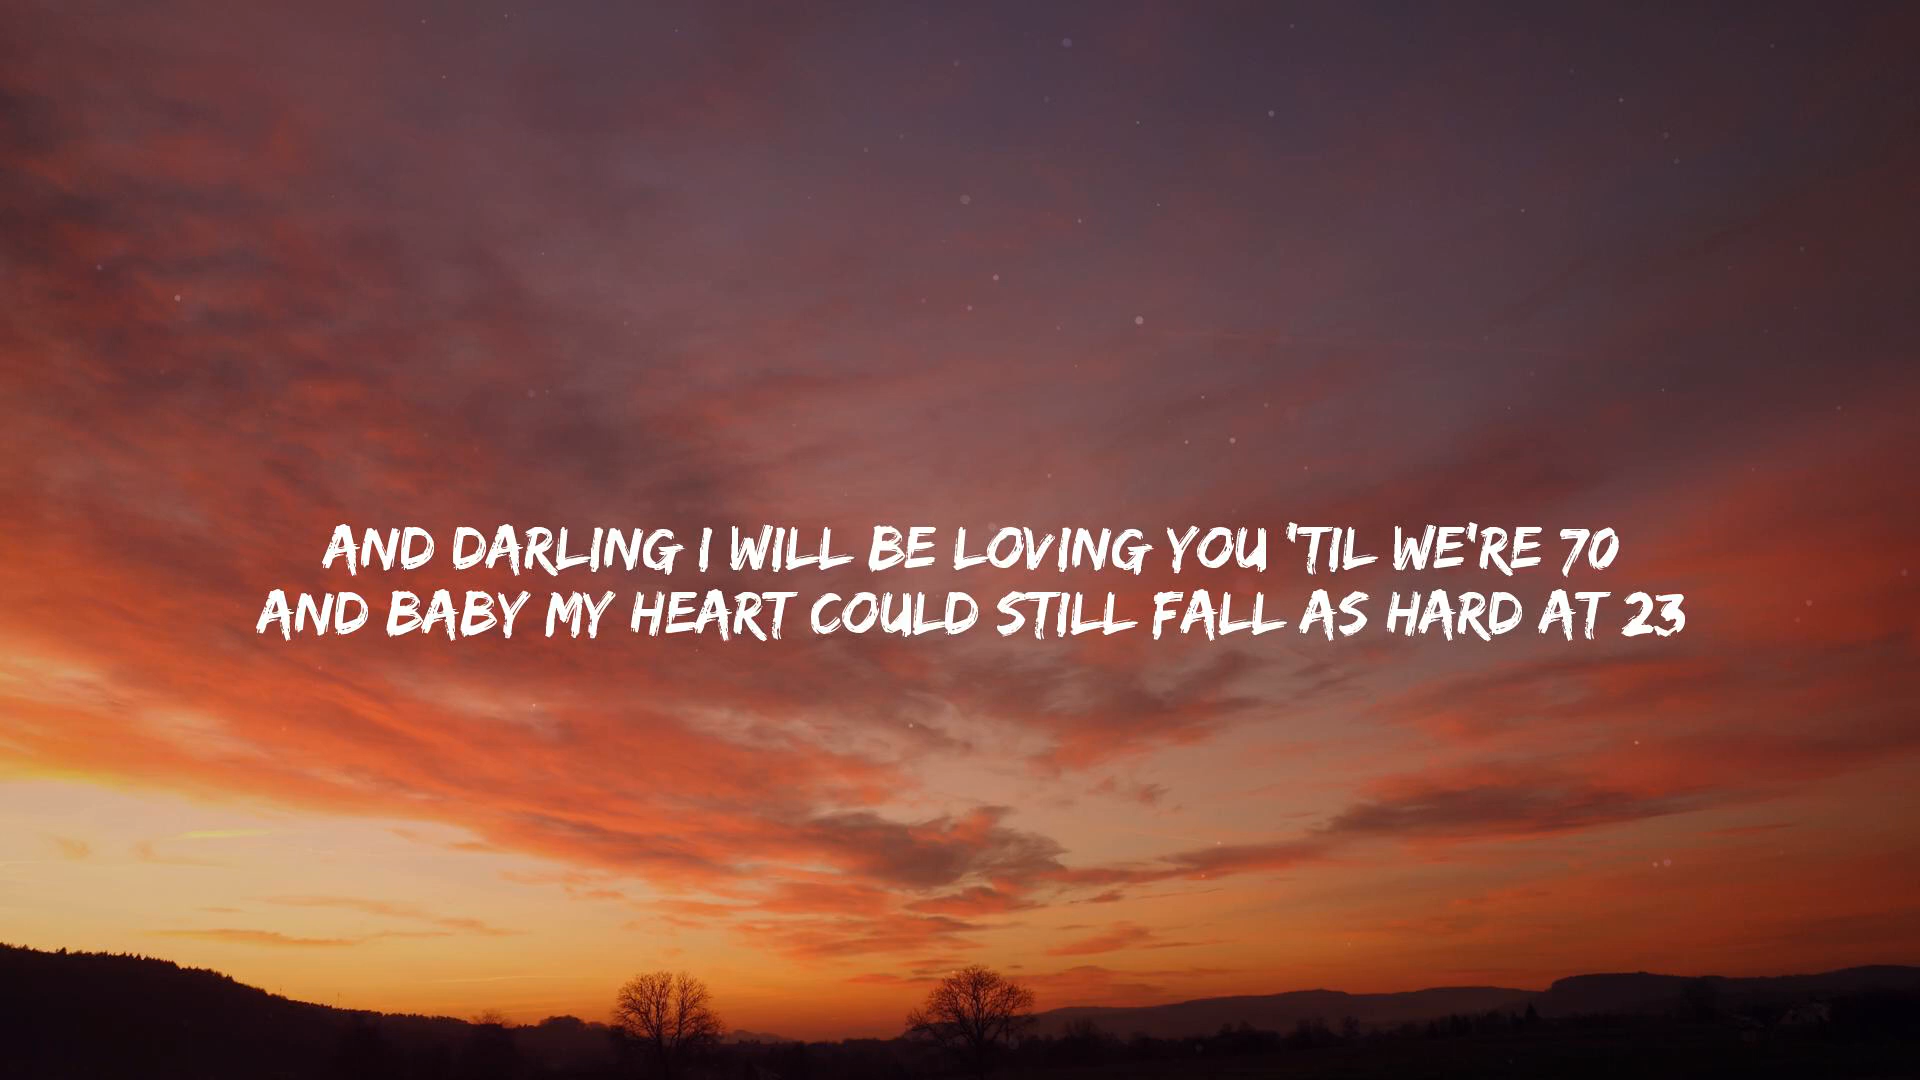 AND DARLING I WILL BE LOVING YOU 'TIL WE'RE 70
AND BABY MY HEART COULD STILL FALL AS HARD AT 23